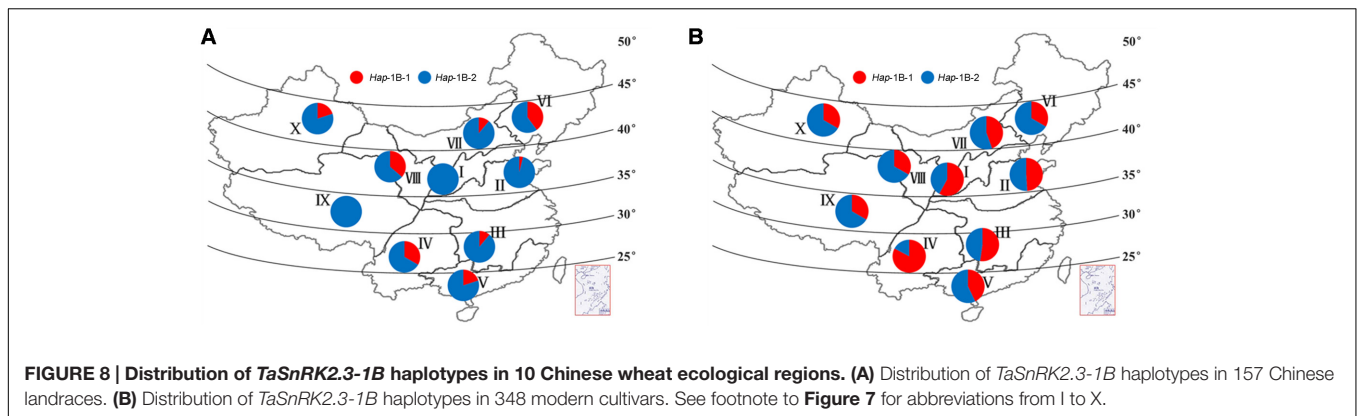 A
Hap-1B-1 Hap-1B-2
50°
45°
40°
35°
30°
25°
X
VI
VII
VIII
I
II
IX
IV
III
V
B
Hap-1B-1 Hap-1B-2
50°
45°
40°
35°
30°
25°
X
VI
VII
VIII
I
II
IX
IV
III
V
FIGURE 8 | Distribution of TaSnRK2.3-1B haplotypes in 10 Chinese wheat ecological regions. (A) Distribution of TaSnRK2.3-1B haplotypes in 157 Chinese
landraces. (B) Distribution of TaSnRK2.3-1B haplotypes in 348 modern cultivars. See footnote to Figure 7 for abbreviations from I to X.